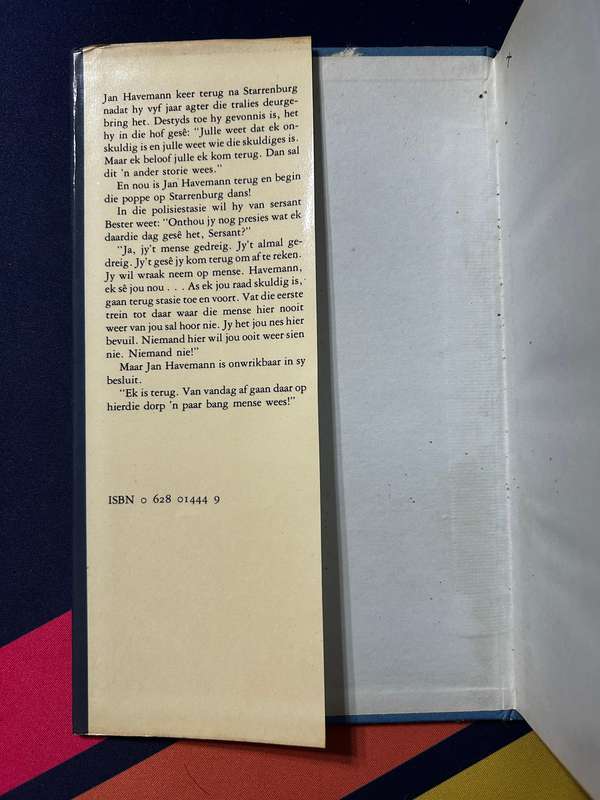 Jan Havemann keer terug na Starrenburg
nadat hy vyf jaar agter die tralies deurge-
bring het. Destyds toe hy gevonnis is, het
hy in die hof gesê: "Julle weet dat ek on-
skuldig is en julle weet wie die skuldiges is.
Maar ek beloof julle ek kom terug. Dan sal
dit 'n ander storie wees."
En nou is Jan Havemann terug en begin
die poppe op Starrenburg dans!
In die polisiestasie wil hy van sersant
Bester weet: "Onthou jy nog presies wat ek
daardie dag gesê het, Sersant?"
"Ja, jy't mense gedreig. Jy't almal ge-
dreig. Jy't gesê jy kom terug om af te reken.
Jy wil wraak neem op mense. Havemann,
ek sê jou nou . . . As ek jou raad skuldig is,
gaan terug stasie toe en voort. Vat die eerste
trein tot daar waar die mense hier nooit
weer van jou sal hoor nie. Jy het jou nes hier
bevuil. Niemand hier wil jou ooit weer sien
nie. Niemand nie!"
Maar Jan Havemann is onwrikbaar in sy
besluit.
"Ek is terug. Van vandag af gaan daar op
hierdie dorp 'n paar bang mense wees!"
ISBN 0 628 01444 9